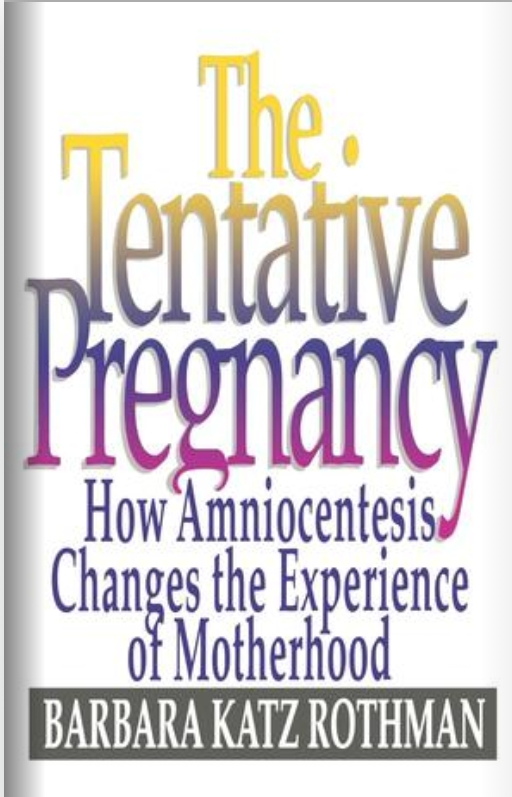 The
Tentative
Pregnancy
How Amniocentesis
Changes the Experience
of Motherhood
BARBARA KATZ ROTHMAN